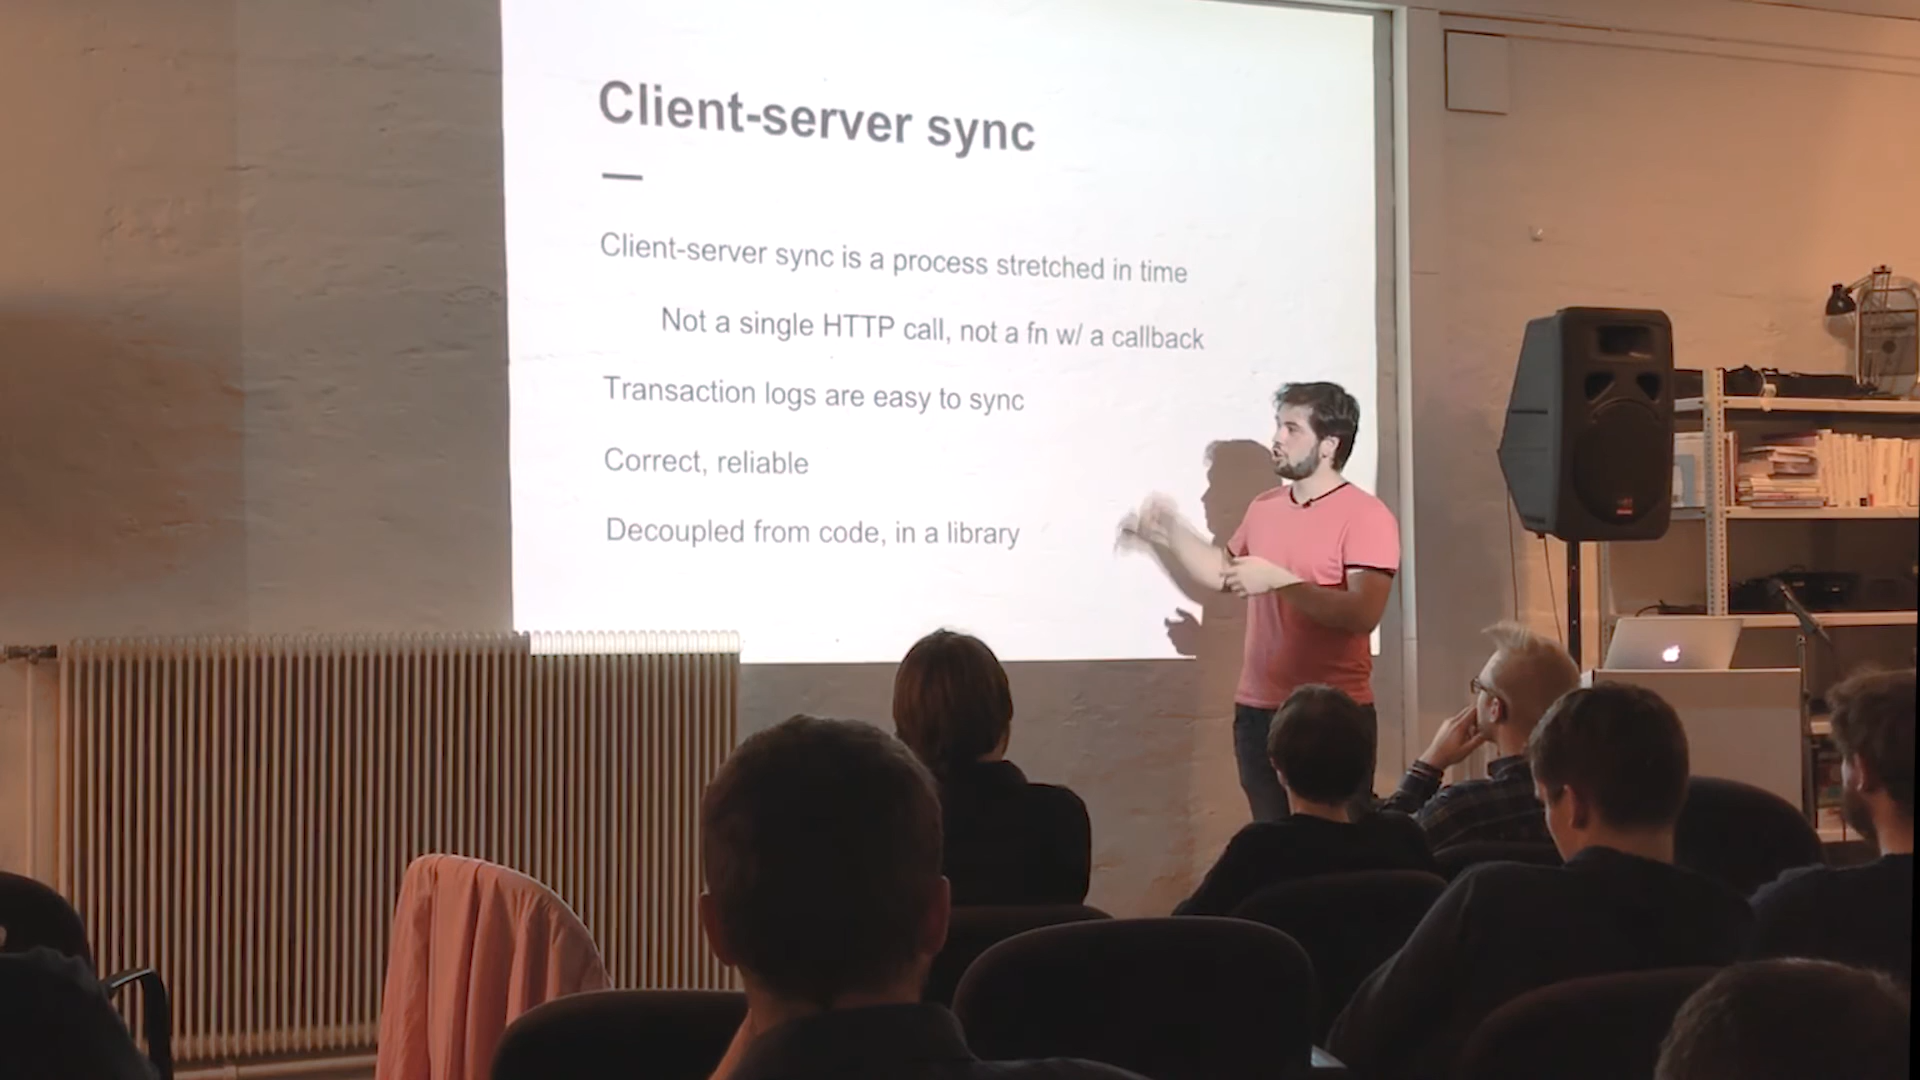 Client-server sync
—
Client-server sync is a process stretched in time
Not a single HTTP call, not a fn w/ a callback
Transaction logs are easy to sync
Correct, reliable
Decoupled from code, in a library